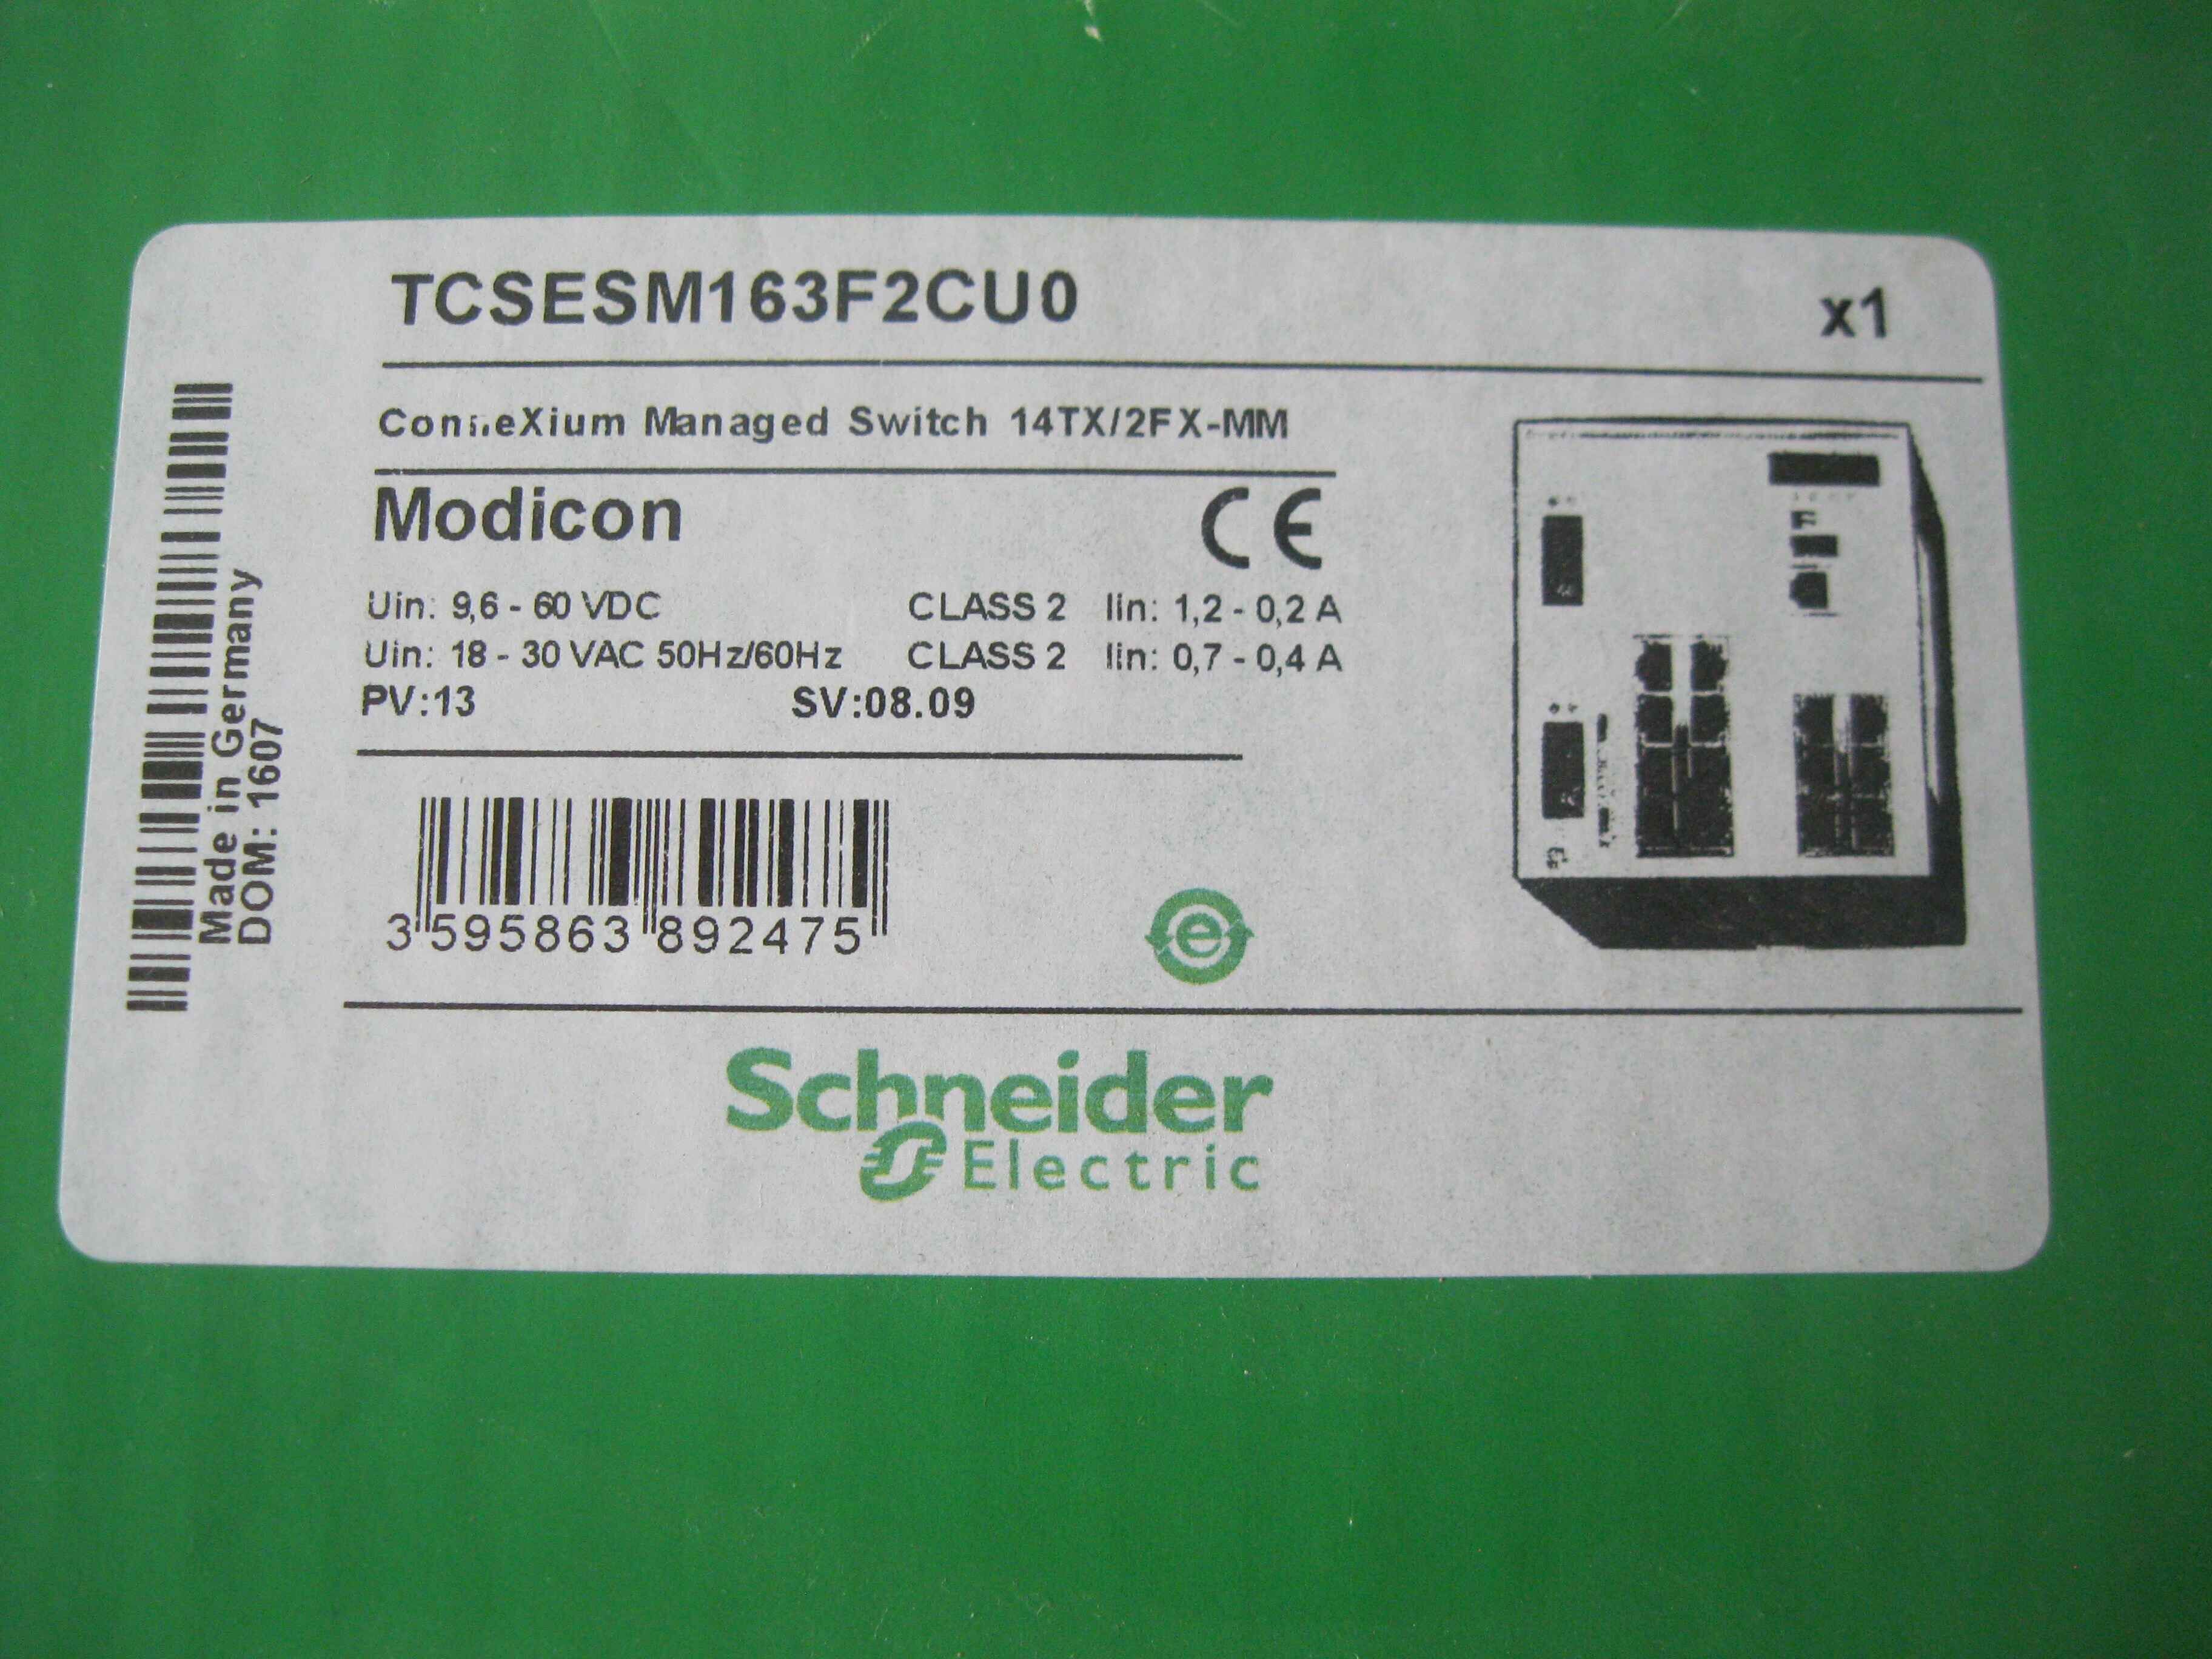 TCSESM163F2CU0
x1
ConneXium Managed Switch 14TX/2FX-MM
Modicon
CE
Uin: 9,6 - 60 VDC CLASS 2 Iin: 1,2 - 0,2 A
Uin: 18 - 30 VAC 50Hz/60Hz CLASS 2 Iin: 0,7 - 0,4 A
PV:13 SV:08.09
Made in Germany
DOM: 1607
3 595863 892475
e
Schneider
Electric